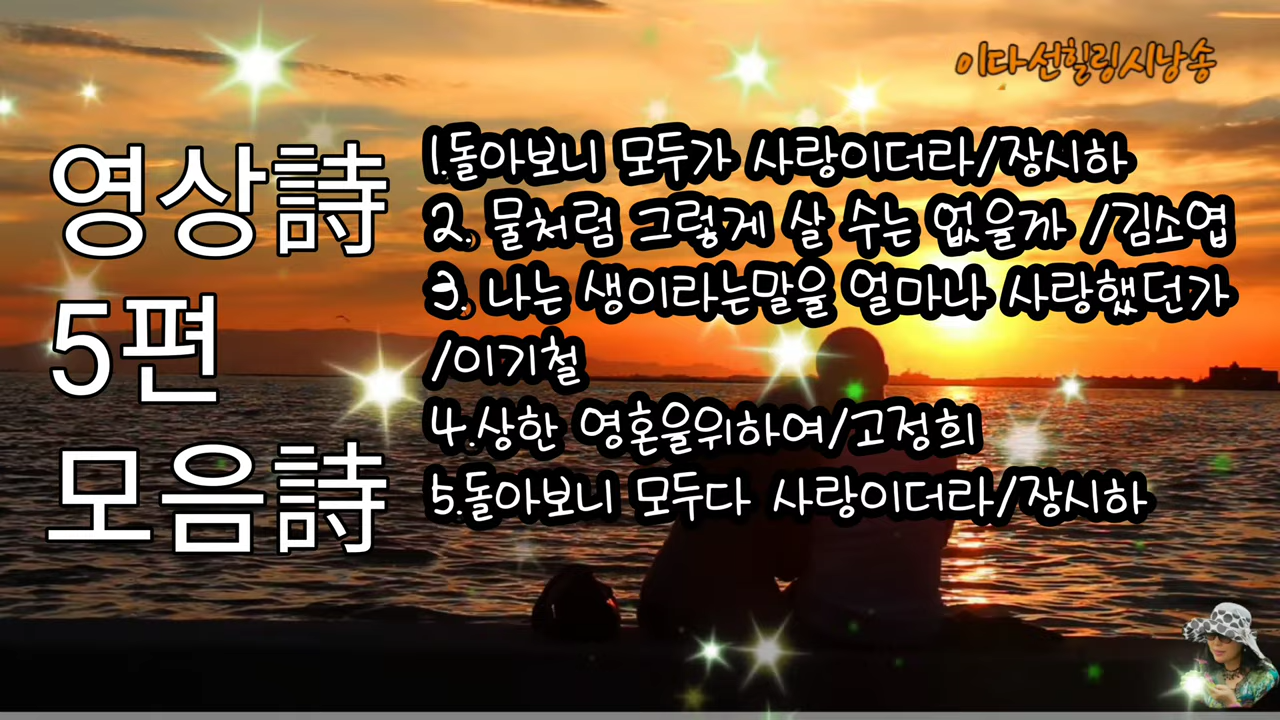 이다선힐링시낭송
영상詩
5편
모음詩
1.돌아보니 모두가 사랑이더라/장시하
2. 물처럼 그렇게 살 수는 없을까 /김소엽
3. 나는 생이라는말을 얼마나 사랑했던가
/이기철
4.상한 영혼을위하여/고정희
5.돌아보니 모두다 사랑이더라/장시하